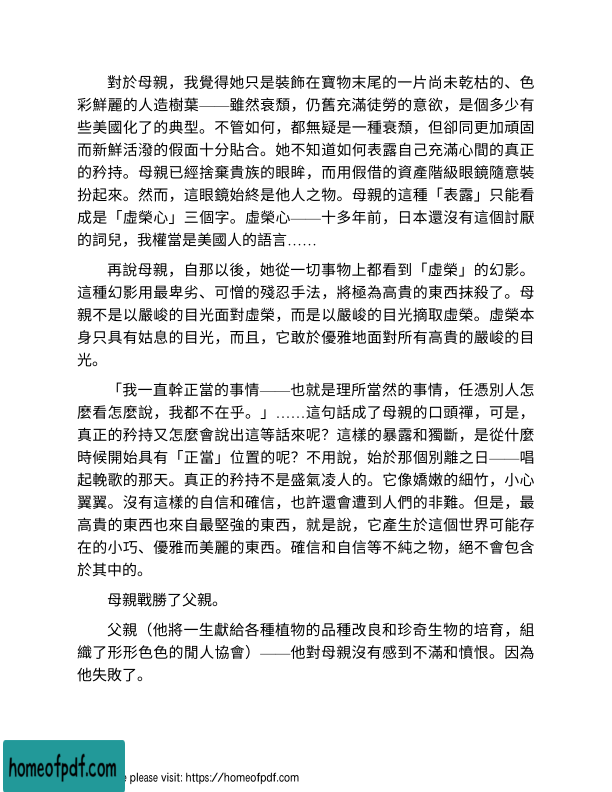 對於母親，我覺得她只是裝飾在寶物末尾的一片尚未乾枯的、色
彩鮮麗的人造樹葉——雖然衰頹，仍舊充滿徒勞的意欲，是個多少有
些美國化了的典型。不管如何，都無疑是一種衰頹，但卻同更加頑固
而新鮮活潑的假面十分貼合。她不知道如何表露自己充滿心間的真正
的矜持。母親已經捨棄貴族的眼眸，而用假借的資產階級眼鏡隨意裝
扮起來。然而，這眼鏡始終是他人之物。母親的這種「表露」只能看
成是「虛榮心」三個字。虛榮心——十多年前，日本還沒有這個討厭
的詞兒，我權當是美國人的語言……
再說母親，自那以後，她從一切事物上都看到「虛榮」的幻影。
這種幻影用最卑劣、可憎的殘忍手法，將極為高貴的東西抹殺了。母
親不是以嚴峻的目光面對虛榮，而是以嚴峻的目光摘取虛榮。虛榮本
身只具有姑息的目光，而且，它敢於優雅地面對所有高貴的嚴峻的目
光。
「我一直幹正當的事情——也就是理所當然的事情，任憑別人怎
麼看怎麼說，我都不在乎。」……這句話成了母親的口頭禪，可是，
真正的矜持又怎麼會說出這等話來呢？這樣的暴露和獨斷，是從什麼
時候開始具有「正當」位置的呢？不用說，始於那個別離之日——唱
起輓歌的那天。真正的矜持不是盛氣凌人的。它像嬌嫩的細竹，小心
翼翼。沒有這樣的自信和確信，也許還會遭到人們的非難。但是，最
高貴的東西也來自最堅強的東西，就是說，它產生於這個世界可能存
在的小巧、優雅而美麗的東西。確信和自信等不純之物，絕不會包含
於其中的。
母親戰勝了父親。
父親（他將一生獻給各種植物的品種改良和珍奇生物的培育，組
織了形形色色的閒人協會）——他對母親沒有感到不滿和憤恨。因為
他失敗了。
homeofpdf.com
e please visit: https://homeofpdf.com